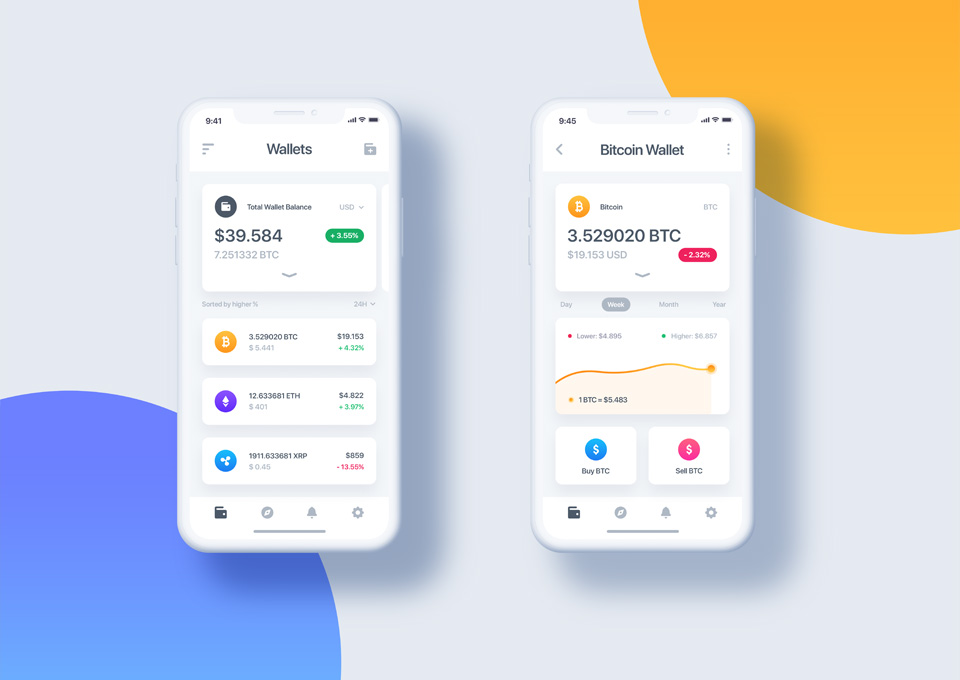 9:41
Wallets
Total Wallet Balance USD
$39.584 + 3.55%
7.251332 BTC
Sorted by higher % 24H
3.529020 BTC $19.153
$ 5.441 + 4.32%
12.633681 ETH $4.822
$ 401 + 3.97%
1911.633681 XRP $859
$ 0.45 - 13.55%
9:45
Bitcoin Wallet
Bitcoin BTC
3.529020 BTC
$19.153 USD - 2.32%
Day Week Month Year
Lower: $4.895 Higher: $6.857
1 BTC = $5.483
Buy BTC Sell BTC